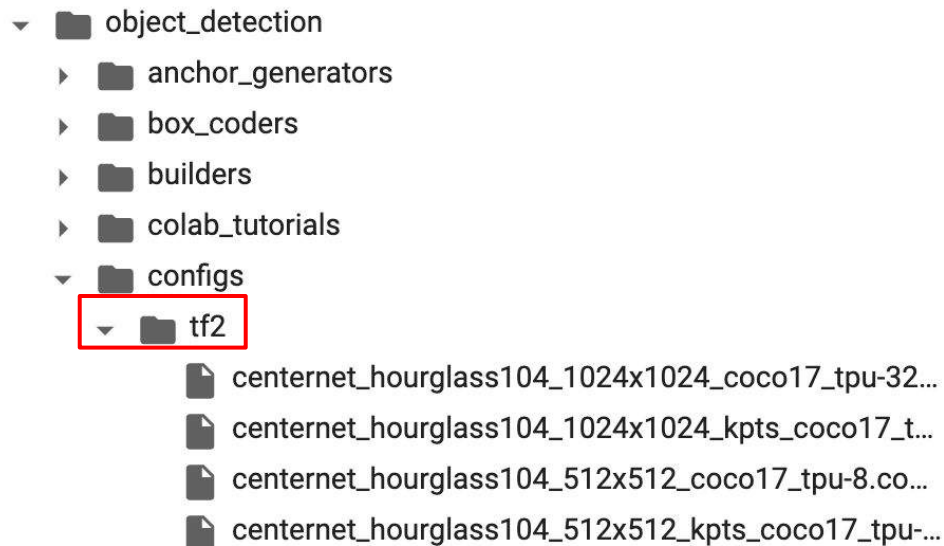 object_detection
anchor_generators
box_coders
builders
colab_tutorials
configs
tf2
centernet_hourglass104_1024x1024_coco17_tpu-32...
centernet_hourglass104_1024x1024_kpts_coco17_t...
centernet_hourglass104_512x512_coco17_tpu-8.co...
centernet_hourglass104_512x512_kpts_coco17_tpu-...